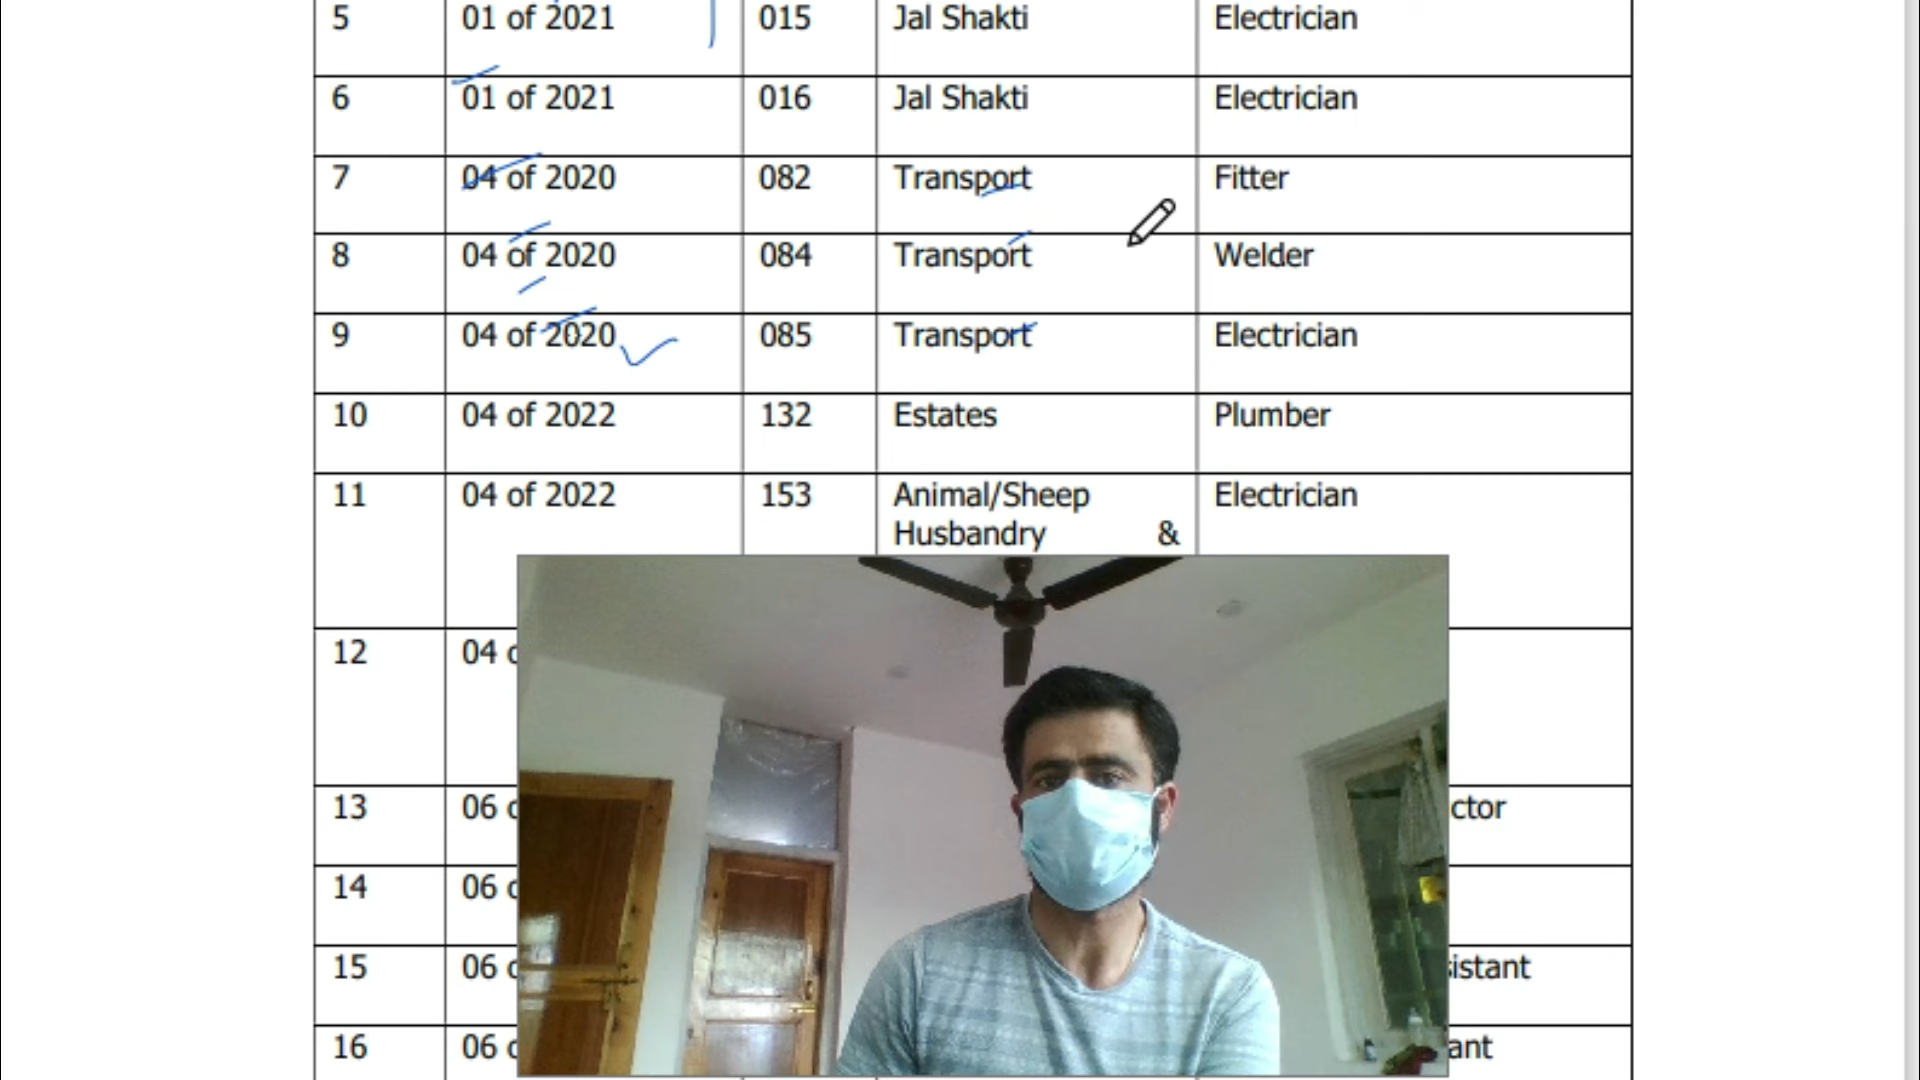 5 01 of 2021 015 Jal Shakti Electrician
6 01 of 2021 016 Jal Shakti Electrician
7 04 of 2020 082 Transport Fitter
8 04 of 2020 084 Transport Welder
9 04 of 2020 085 Transport Electrician
10 04 of 2022 132 Estates Plumber
11 04 of 2022 153 Animal/Sheep Electrician
Husbandry &
12 04
13 06
14 06
15 06
16 06